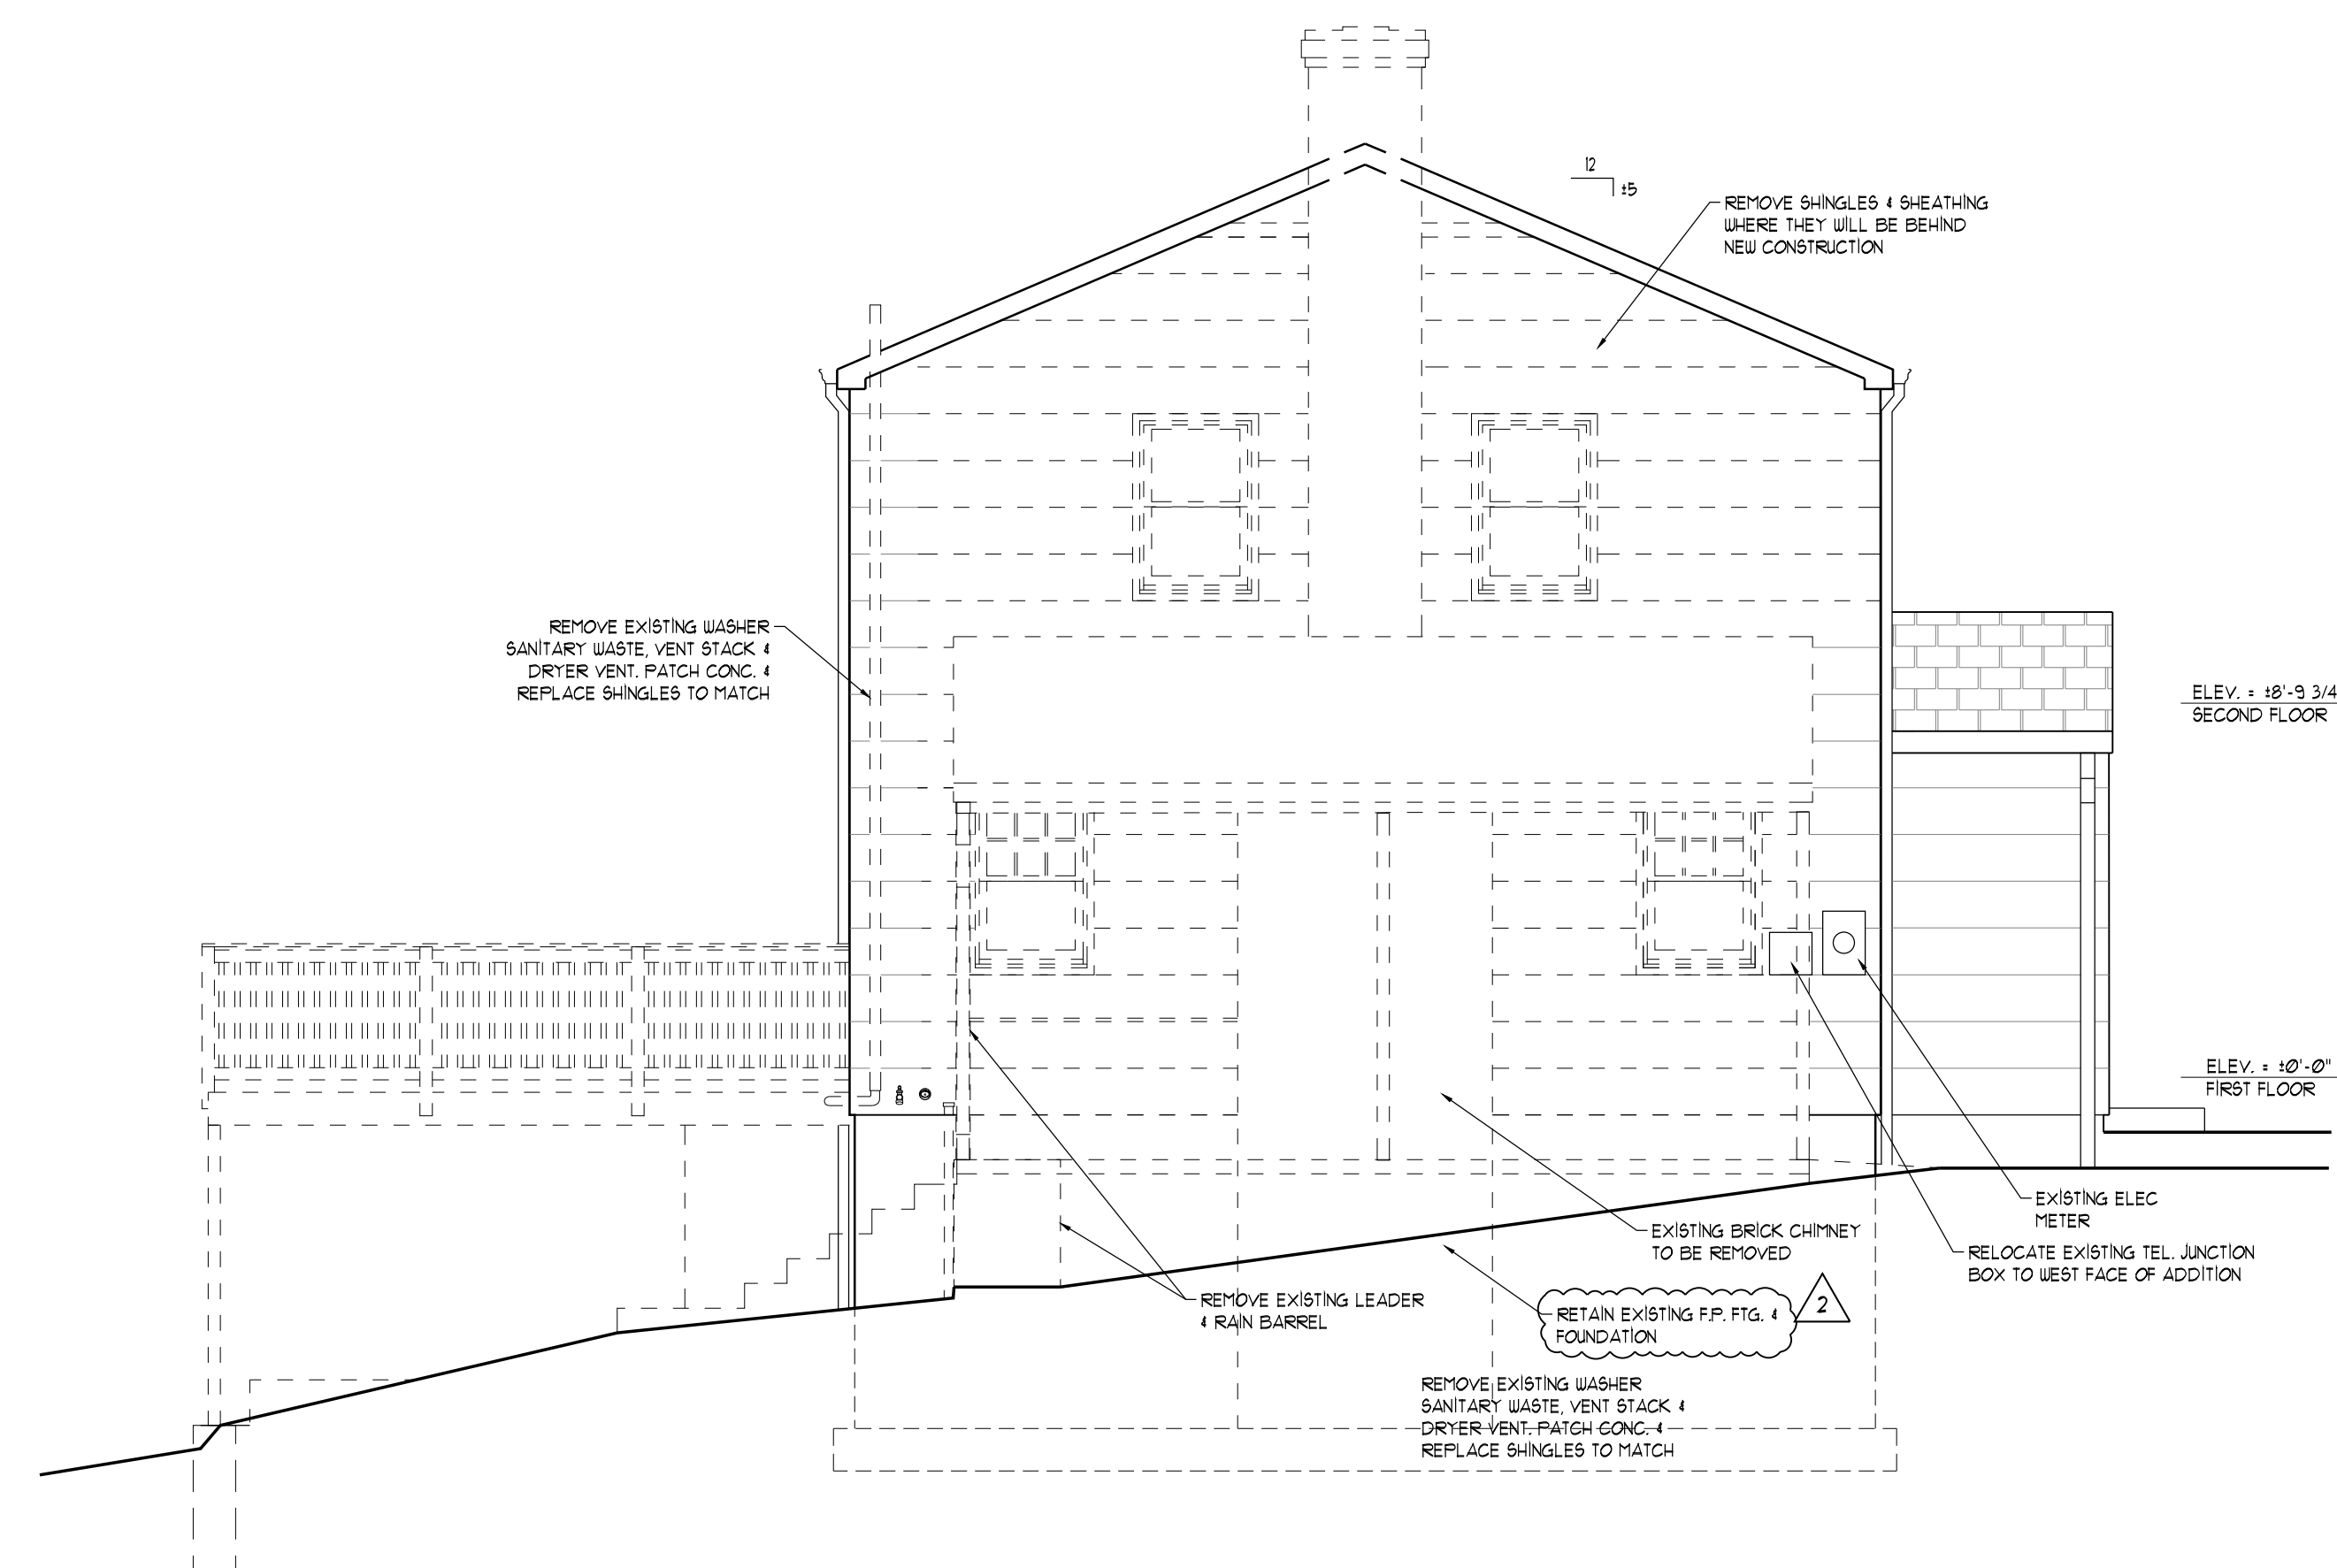 12
±5
REMOVE SHINGLES & SHEATHING
WHERE THEY WILL BE BEHIND
NEW CONSTRUCTION
REMOVE EXISTING WASHER
SANITARY WASTE, VENT STACK &
DRYER VENT. PATCH CONC. &
REPLACE SHINGLES TO MATCH
ELEV. = ±8'-9 3/4
SECOND FLOOR
ELEV. = ±0'-0"
FIRST FLOOR
EXISTING ELEC
METER
EXISTING BRICK CHIMNEY
TO BE REMOVED
RELOCATE EXISTING TEL. JUNCTION
BOX TO WEST FACE OF ADDITION
REMOVE EXISTING LEADER
& RAIN BARREL
2
RETAIN EXISTING F.P. FTG. &
FOUNDATION
REMOVE EXISTING WASHER
SANITARY WASTE, VENT STACK &
DRYER VENT. PATCH CONC. &
REPLACE SHINGLES TO MATCH